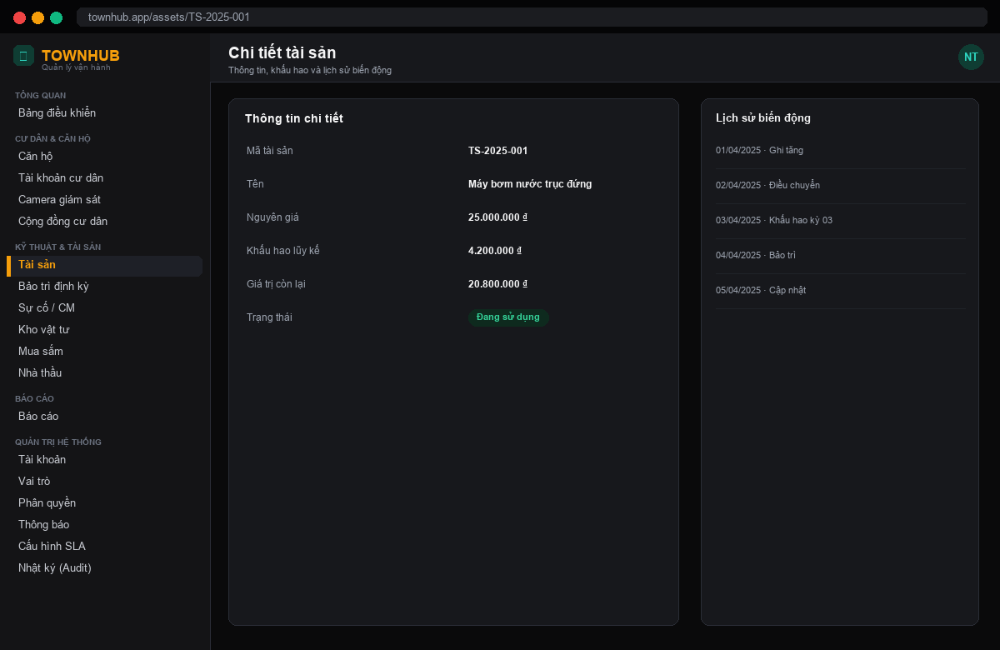 townhub.app/assets/TS-2025-001
TOWNHUB
Quản lý vận hành
TỔNG QUAN
Bảng điều khiển
CƯ DÂN & CĂN HỘ
Căn hộ
Tài khoản cư dân
Camera giám sát
Cộng đồng cư dân
KỸ THUẬT & TÀI SẢN
Tài sản
Bảo trì định kỳ
Sự cố / CM
Kho vật tư
Mua sắm
Nhà thầu
BÁO CÁO
Báo cáo
QUẢN TRỊ HỆ THỐNG
Tài khoản
Vai trò
Phân quyền
Thông báo
Cấu hình SLA
Nhật ký (Audit)
Chi tiết tài sản
Thông tin, khấu hao và lịch sử biến động
NT
Thông tin chi tiết
Mã tài sản TS-2025-001
Tên Máy bơm nước trục đứng
Nguyên giá 25.000.000 ₫
Khấu hao lũy kế 4.200.000 ₫
Giá trị còn lại 20.800.000 ₫
Trạng thái Đang sử dụng
Lịch sử biến động
01/04/2025 · Ghi tăng
02/04/2025 · Điều chuyển
03/04/2025 · Khấu hao kỳ 03
04/04/2025 · Bảo trì
05/04/2025 · Cập nhật